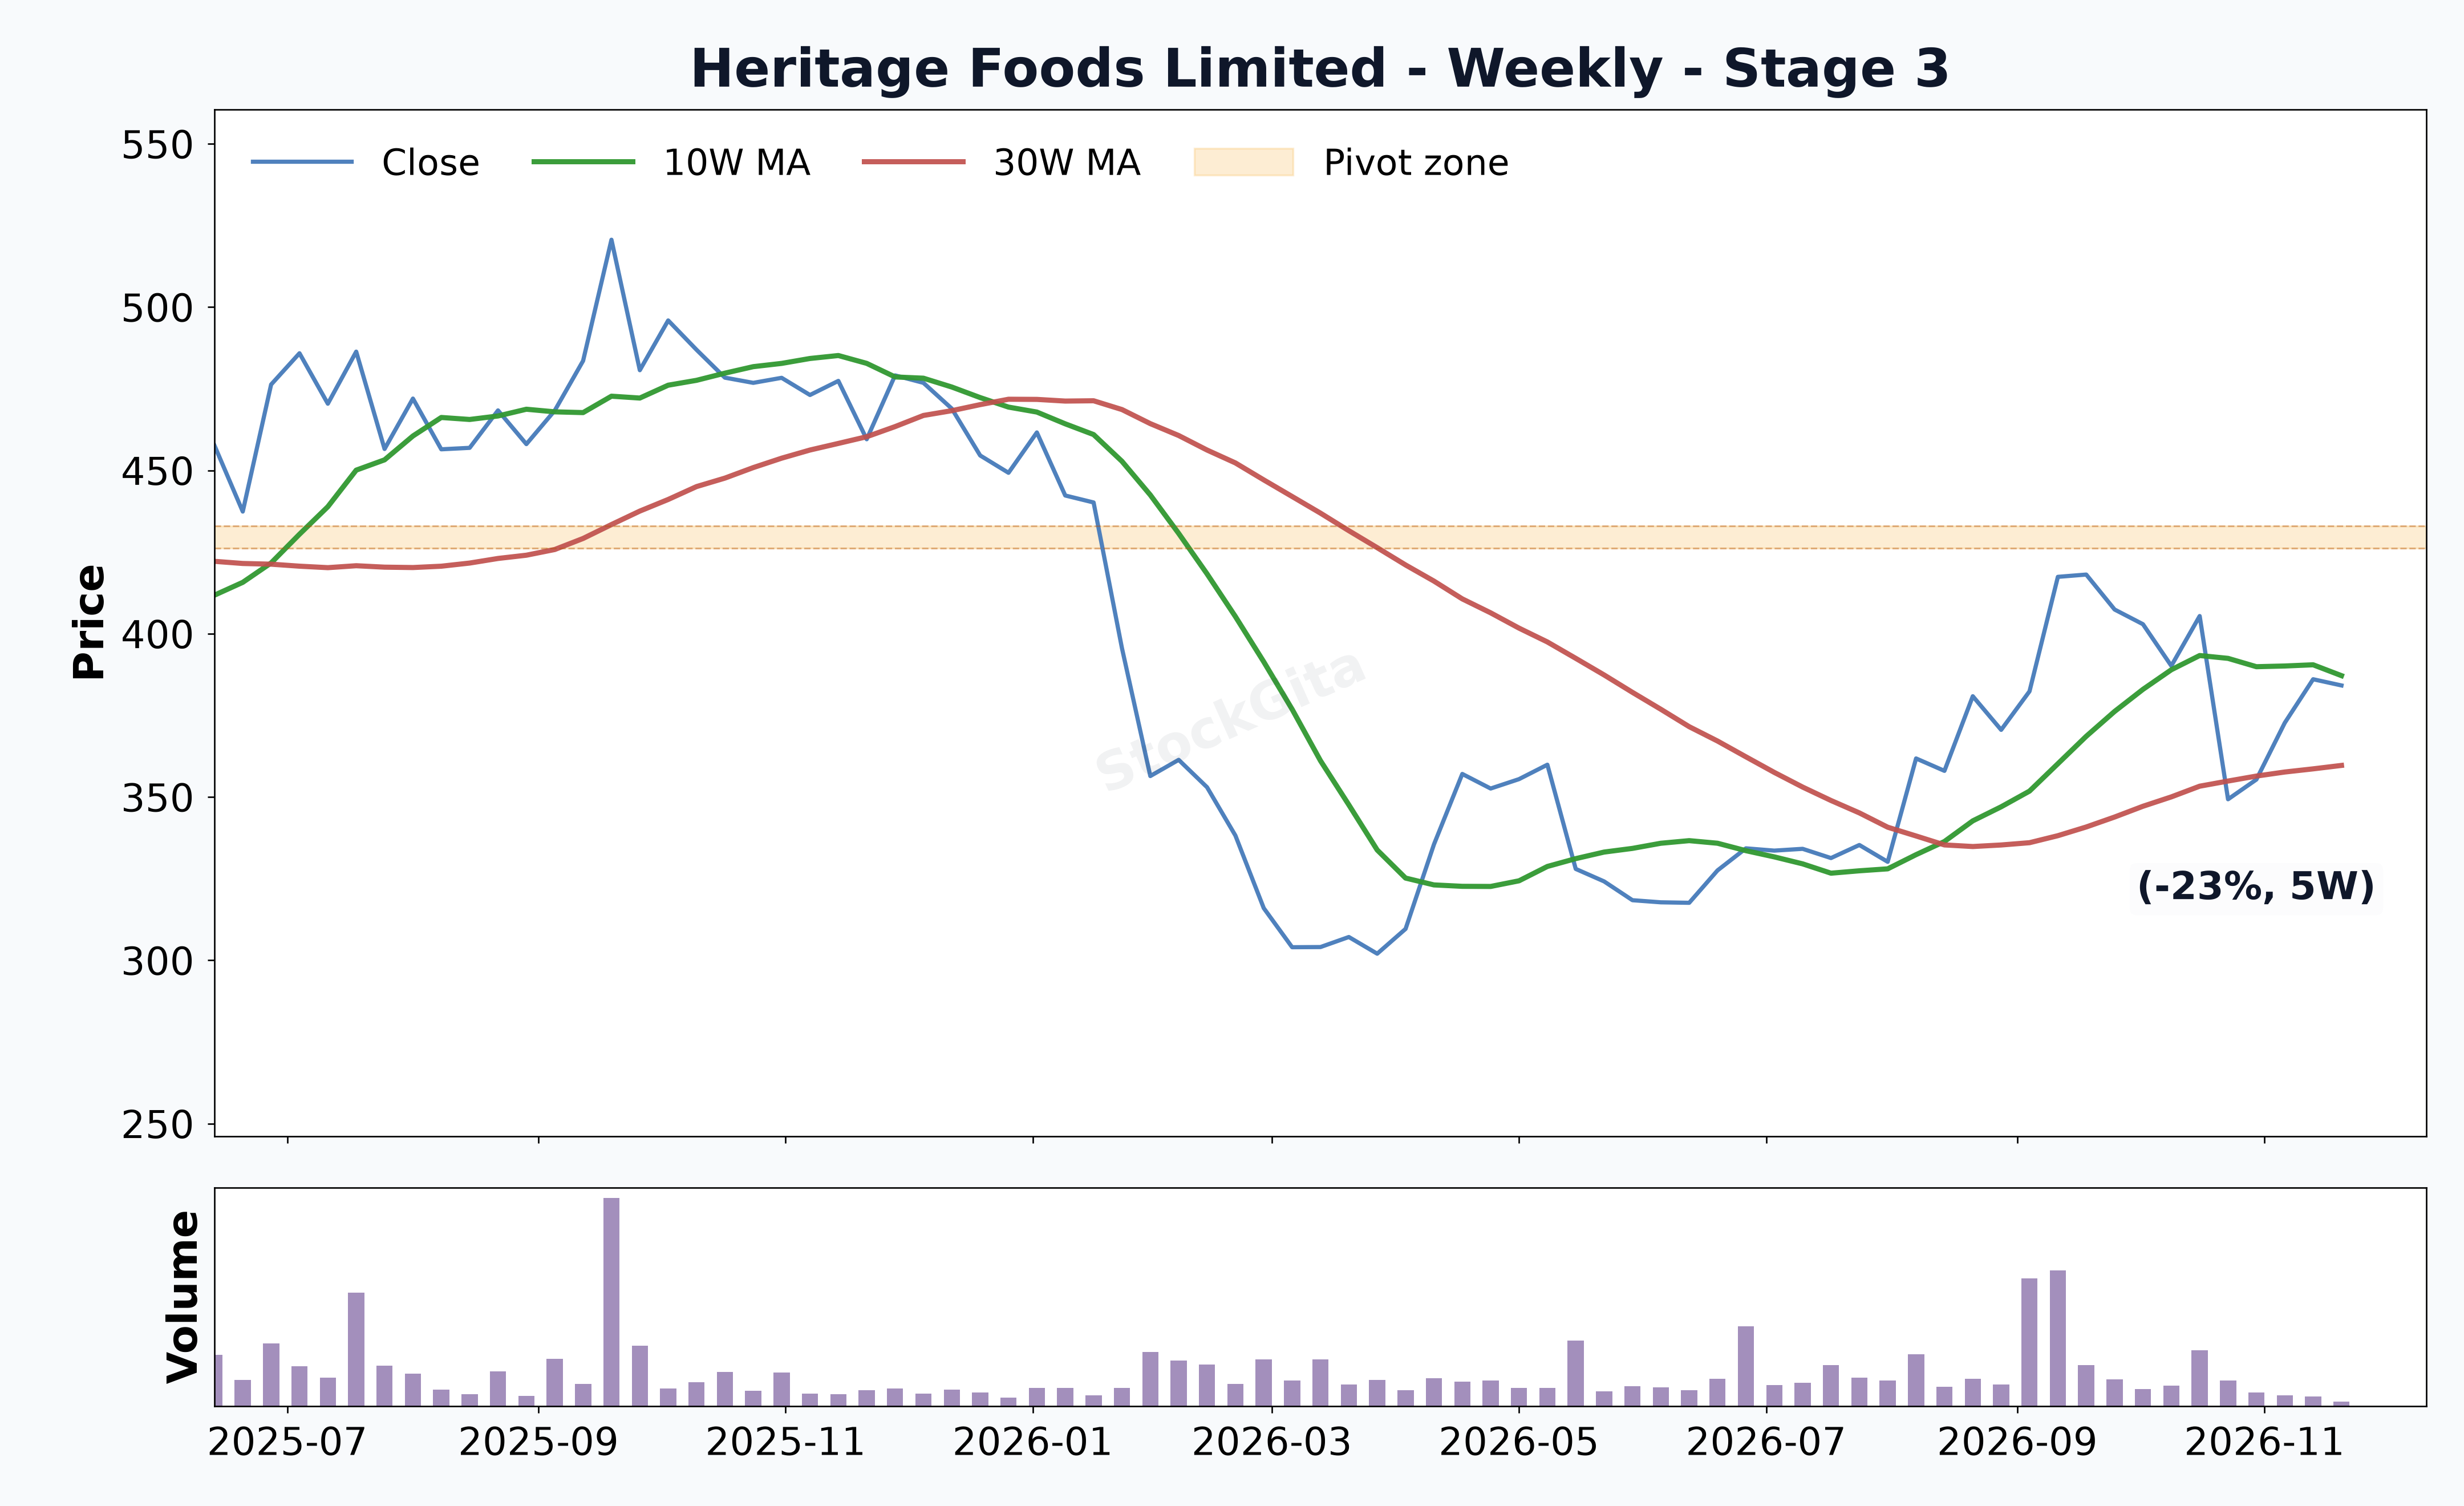 Heritage Foods Limited - Weekly - Stage 3
Close 10W MA 30W MA Pivot zone
550
500
450
400
350
300
250
Price
StockGita
(-23%, 5W)
Volume
2025-07 2025-09 2025-11 2026-01 2026-03 2026-05 2026-07 2026-09 2026-11